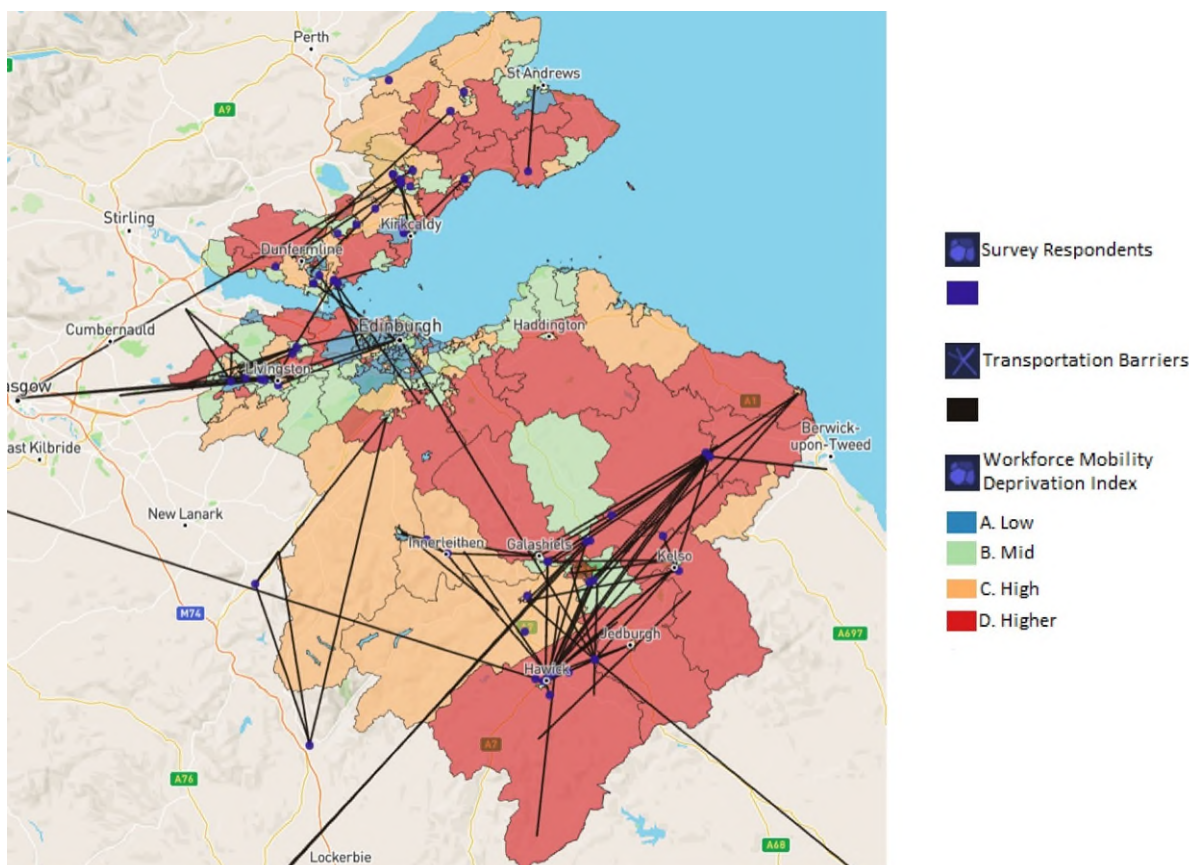 Perth
St Andrews
A9
Stirling
Kirkcaldy
Dunfermline
Cumbernauld
Edinburgh
Haddington
Livingston
asgow
A1
Berwick-
upon-Tweed
ast Kilbride
New Lanark
Innerleithen
Galashiels
Kelso
M74
A7
A697
Jedburgh
Hawick
A7
A76
A68
Lockerbie
Survey Respondents
Transportation Barriers
Workforce Mobility
Deprivation Index
A. Low
B. Mid
C. High
D. Higher